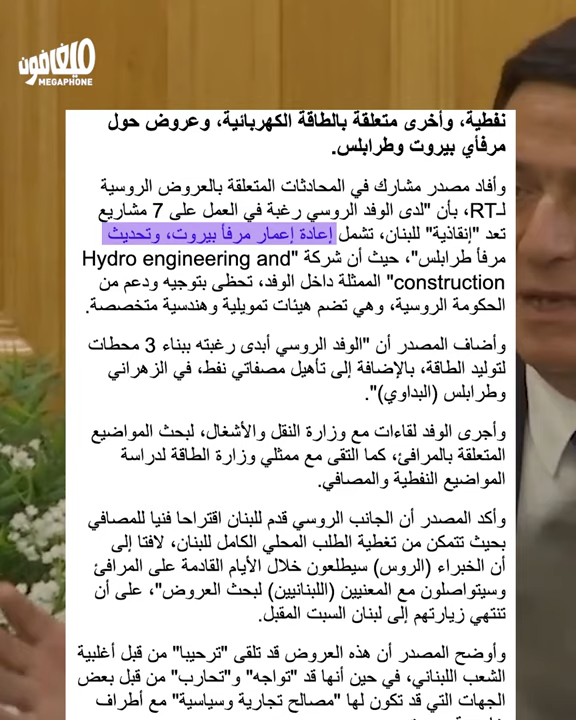 ميغافون
MEGAPHONE
نفطية، وأخرى متعلقة بالطاقة الكهربائية، وعروض حول
مرفأي بيروت وطرابلس.
وأفاد مصدر مشارك في المحادثات المتعلقة بالعروض الروسية
لـRT، بأن "لدى الوفد الروسي رغبة في العمل على 7 مشاريع
تعد "إنقاذية" للبنان، تشمل إعادة إعمار مرفأ بيروت، وتحديث
مرفأ طرابلس"، حيث أن شركة "Hydro engineering and
construction" الممثلة داخل الوفد، تحظى بتوجيه ودعم من
الحكومة الروسية، وهي تضم هيئات تمويلية وهندسية متخصصة.
وأضاف المصدر أن "الوفد الروسي أبدى رغبته ببناء 3 محطات
لتوليد الطاقة، بالإضافة إلى تأهيل مصفاتي نفط، في الزهراني
وطرابلس (البداوي)".
وأجرى الوفد لقاءات مع وزارة النقل والأشغال، لبحث المواضيع
المتعلقة بالمرافئ، كما التقى مع ممثلي وزارة الطاقة لدراسة
المواضيع النفطية والمصافي.
وأكد المصدر أن الجانب الروسي قدم للبنان اقتراحا فنيا للمصافي
بحيث تتمكن من تغطية الطلب المحلي الكامل للبنان، لافتا إلى
أن الخبراء (الروس) سيطلعون خلال الأيام القادمة على المرافئ
وسيتواصلون مع المعنيين (اللبنانيين) لبحث العروض"، على أن
تنتهي زيارتهم إلى لبنان السبت المقبل.
وأوضح المصدر أن هذه العروض قد تلقى "ترحيبا" من قبل أغلبية
الشعب اللبناني، في حين أنها قد "تواجه" و"تحارب" من قبل بعض
الجهات التي قد تكون لها "مصالح تجارية وسياسية" مع أطراف